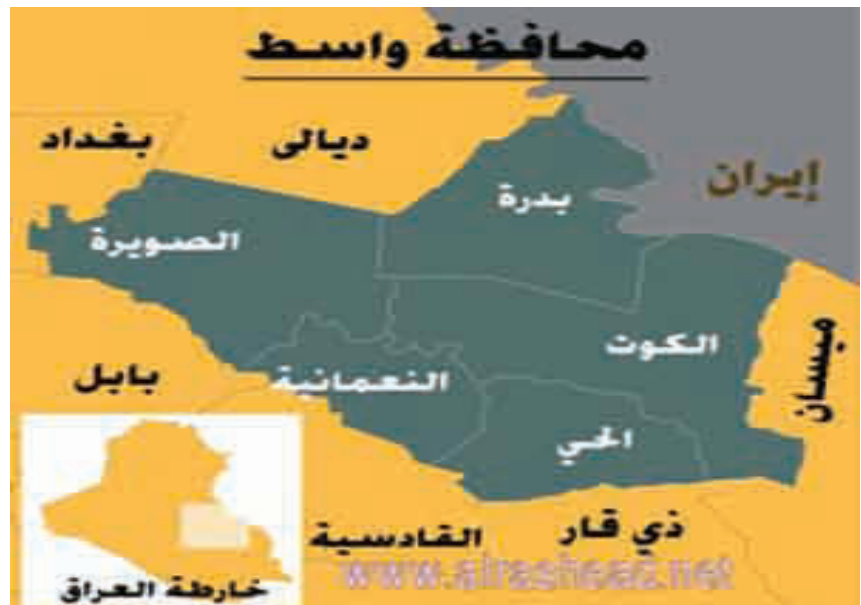 محافظة واسط
بغداد
ديالى
إيران
بدرة
الصويرة
الكوت
ميسان
بابل
النعمانية
الحي
القادسية
ذي قار
خارطة العراق